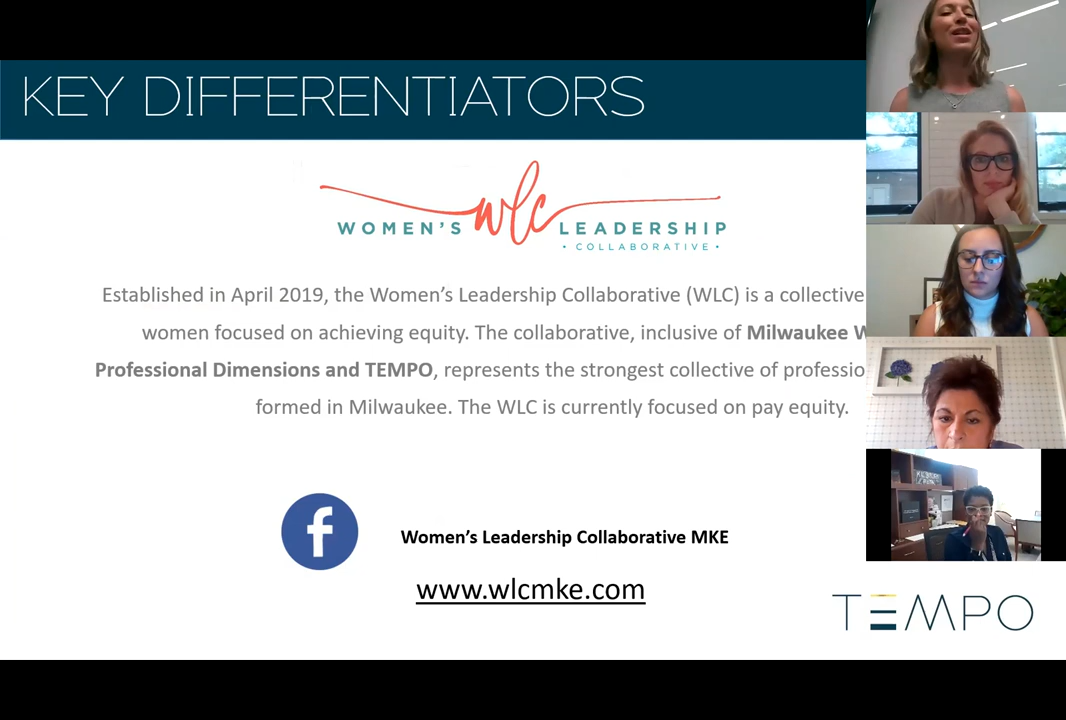 KEY DIFFERENTIATORS
WOMEN'S wlc LEADERSHIP
• COLLABORATIVE •
Established in April 2019, the Women's Leadership Collaborative (WLC) is a collective
women focused on achieving equity. The collaborative, inclusive of Milwaukee
Professional Dimensions and TEMPO, represents the strongest collective of
formed in Milwaukee. The WLC is currently focused on pay equity.
f
Women's Leadership Collaborative MKE
www.wlcmke.com
TEMPO